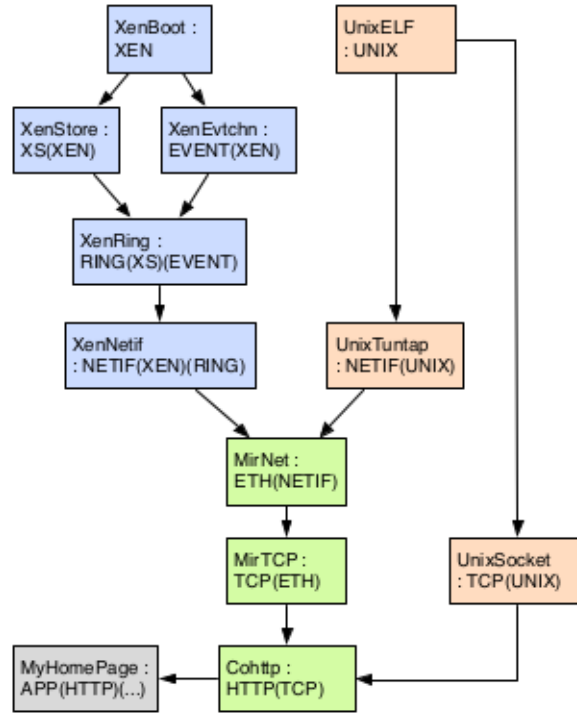 XenBoot :
XEN
UnixELF
: UNIX
XenStore :
XS(XEN)
XenEvtchn :
EVENT(XEN)
XenRing :
RING(XS)(EVENT)
XenNetif
: NETIF(XEN)(RING)
UnixTuntap
: NETIF(UNIX)
MirNet :
ETH(NETIF)
MirTCP :
TCP(ETH)
UnixSocket
: TCP(UNIX)
MyHomePage :
APP(HTTP)(...)
Cohttp :
HTTP(TCP)